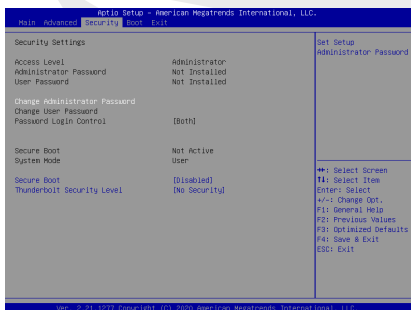 Aptio Setup - American Megatrends International, LLC.
Main Advanced Security Boot Exit
Security Settings
Access Level Administrator
Administrator Password Not Installed
User Password Not Installed
Change Administrator Password
Change User Password
Password Login Control [Both]
Secure Boot Not Active
System Mode User
Secure Boot [Disabled]
Thunderbolt Security Level [No Security]
Set Setup
Administrator Password
→←: Select Screen
↑↓: Select Item
Enter: Select
+/-: Change Opt.
F1: General Help
F2: Previous Values
F3: Optimized Defaults
F4: Save & Exit
ESC: Exit
Ver. 2.21.1277 Copyright (C) 2020 American Megatrends International, LLC.